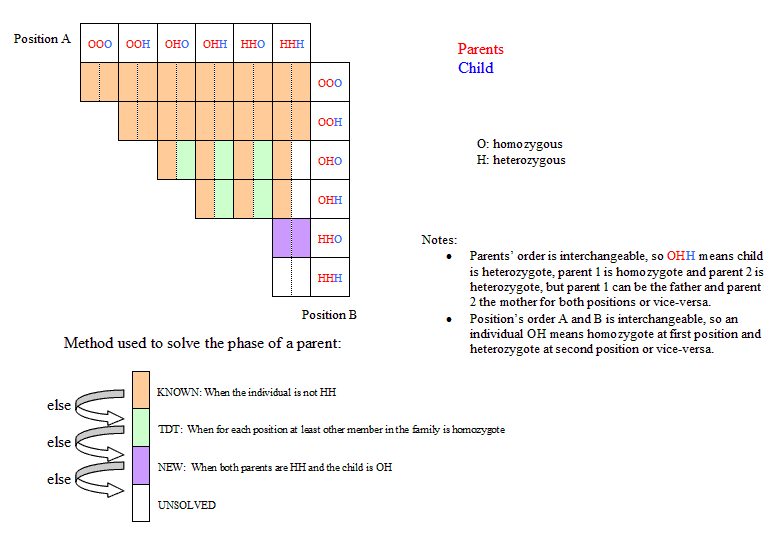 Position A
OOO OOH OHO OHH HHO HHH
OOO
OOH
OHO
OHH
HHO
HHH
Position B
Parents
Child
O: homozygous
H: heterozygous
Notes:
• Parents’ order is interchangeable, so OHH means child
is heterozygote, parent 1 is homozygote and parent 2 is
heterozygote, but parent 1 can be the father and parent
2 the mother for both positions or vice-versa.
• Position’s order A and B is interchangeable, so an
individual OH means homozygote at first position and
heterozygote at second position or vice-versa.
Method used to solve the phase of a parent:
KNOWN: When the individual is not HH
else
TDT: When for each position at least other member in the family is homozygote
else
NEW: When both parents are HH and the child is OH
else
UNSOLVED